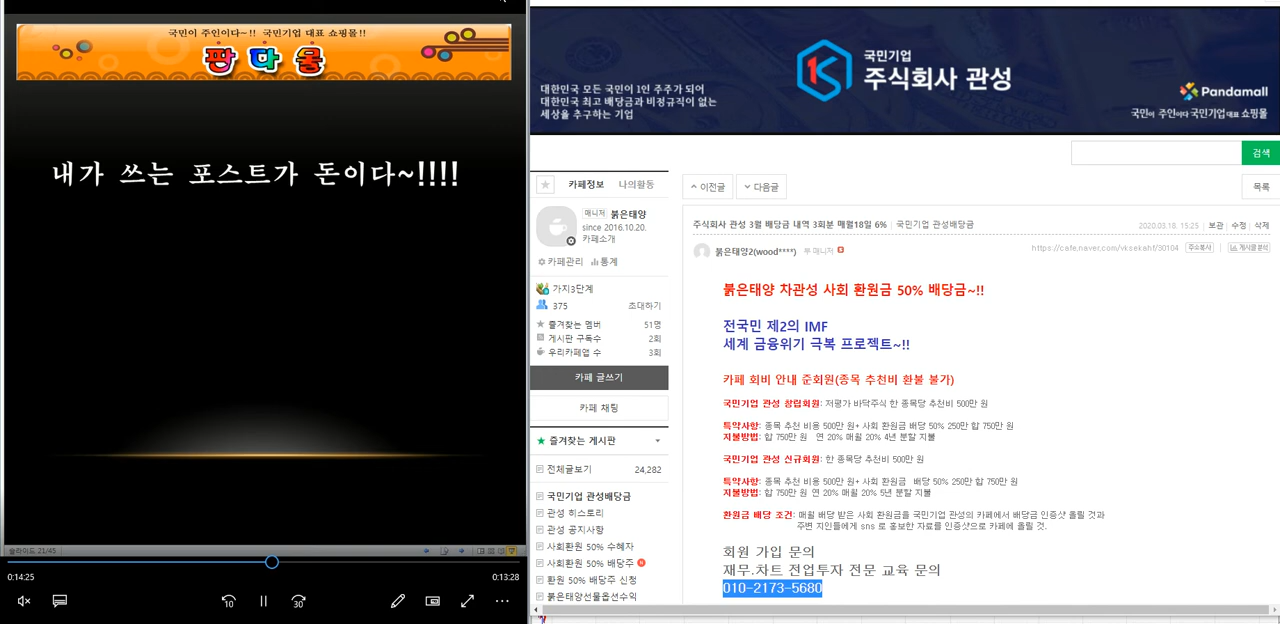 국민이 주인이다~!! 국민기업 대표 쇼핑몰!!
판다몰
내가 쓰는 포스트가 돈이다~!!!!
슬라이드 21/45
0:14:25
0:13:28
10
30
대한민국 모든 국민이 1인 주주가 되어
대한민국 최고 배당금과 비정규직이 없는
세상을 추구하는 기업
국민기업
주식회사 관성
Pandamall
국민이 주인이다 국민기업 대표 쇼핑몰
검색
카페정보 나의활동
매니저 붉은태양
since 2016.10.20.
카페소개
카페관리 통계
가지3단계
375 초대하기
즐겨찾는 멤버 51명
게시판 구독수 2회
우리카페앱 수 3회
카페 글쓰기
카페 채팅
즐겨찾는 게시판
전체글보기 24,282
국민기업 관성배당금
관성 히스토리
관성 공지사항
사회환원 50% 수혜자
사회환원 50% 배당주
환원 50% 배당주 신청
붉은태양선물옵션수익
이전글 다음글 목록
주식회사 관성 3월 배당금 내역 3회분 매월18일 6% | 국민기업 관성배당금
2020.03.18. 15:25 | 보관 | 수정 | 삭제
붉은태양2(wood****) 부 매니저
https://cafe.naver.com/yksekahf/30104 주소복사 | 게시글 분석
붉은태양 차관성 사회 환원금 50% 배당금~!!
전국민 제2의 IMF
세계 금융위기 극복 프로젝트~!!
카페 회비 안내 준회원(종목 추천비 환불 불가)
국민기업 관성 창립회원: 저평가 바닥주식 한 종목당 추천비 500만 원
특약사항: 종목 추천 비용 500만 원+ 사회 환원금 배당 50% 250만 합 750만 원
지불방법: 합 750만 원 연 20% 매월 20% 4년 분할 지불
국민기업 관성 신규회원: 한 종목당 추천비 500만 원
특약사항: 종목 추천 비용 500만 원+ 사회 환원금 배당 50% 250만 합 750만 원
지불방법: 합 750만 원 연 20% 매월 20% 5년 분할 지불
환원금 배당 조건: 매월 배당 받은 사회 환원금을 국민기업 관성의 카페에서 배당금 인증샷 올릴 것과
주변 지인들에게 sns 로 홍보한 자료를 인증샷으로 카페에 올릴 것.
회원 가입 문의
재무.차트 전업투자 전문 교육 문의
010-2173-5680